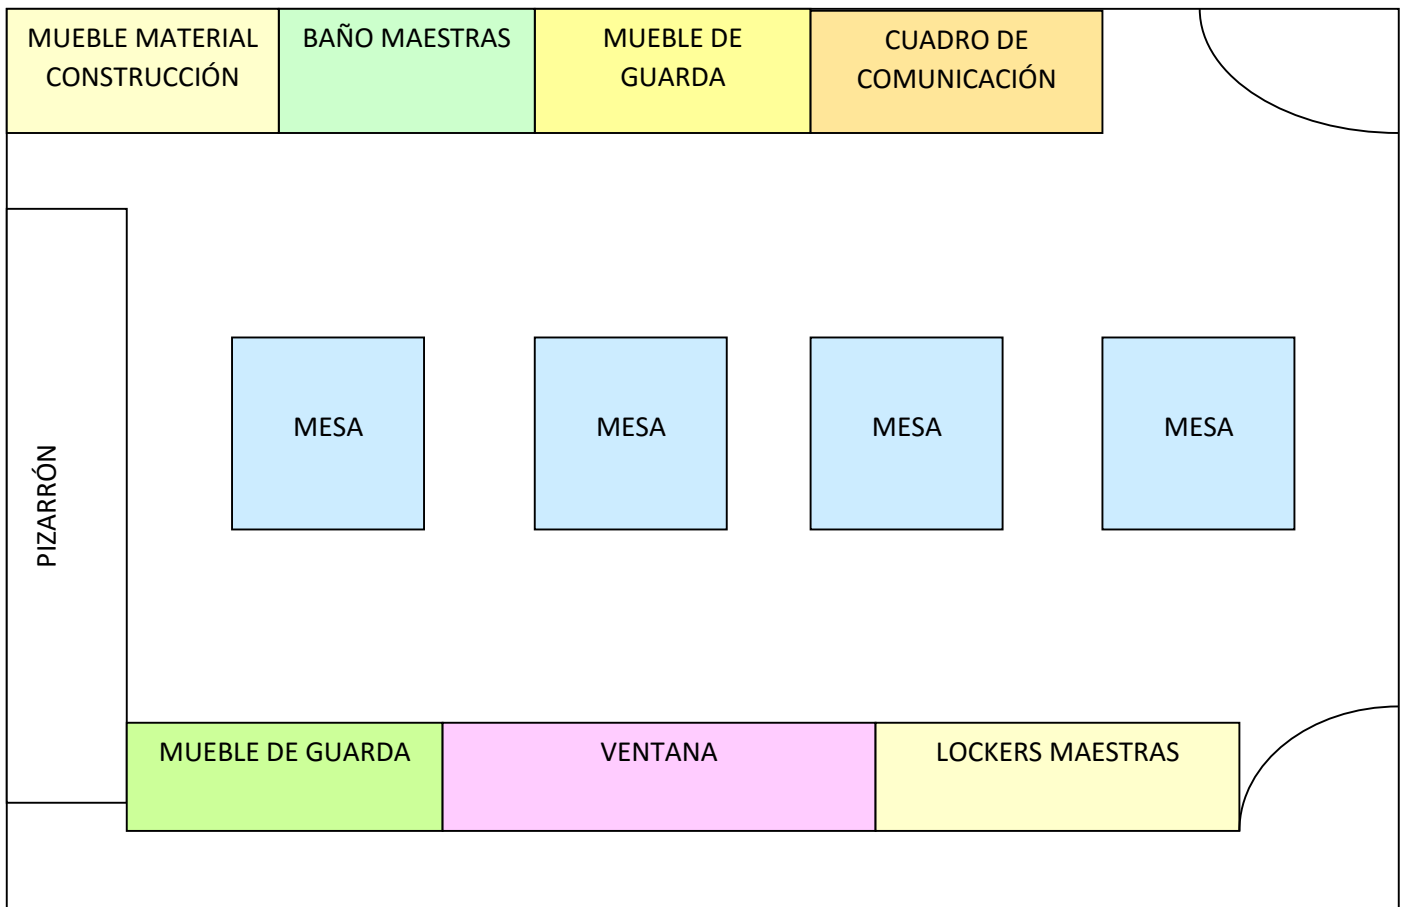 MUEBLE MATERIAL
CONSTRUCCIÓN
BAÑO MAESTRAS
MUEBLE DE
GUARDA
CUADRO DE
COMUNICACIÓN
PIZARRÓN
MESA
MESA
MESA
MESA
MUEBLE DE GUARDA
VENTANA
LOCKERS MAESTRAS